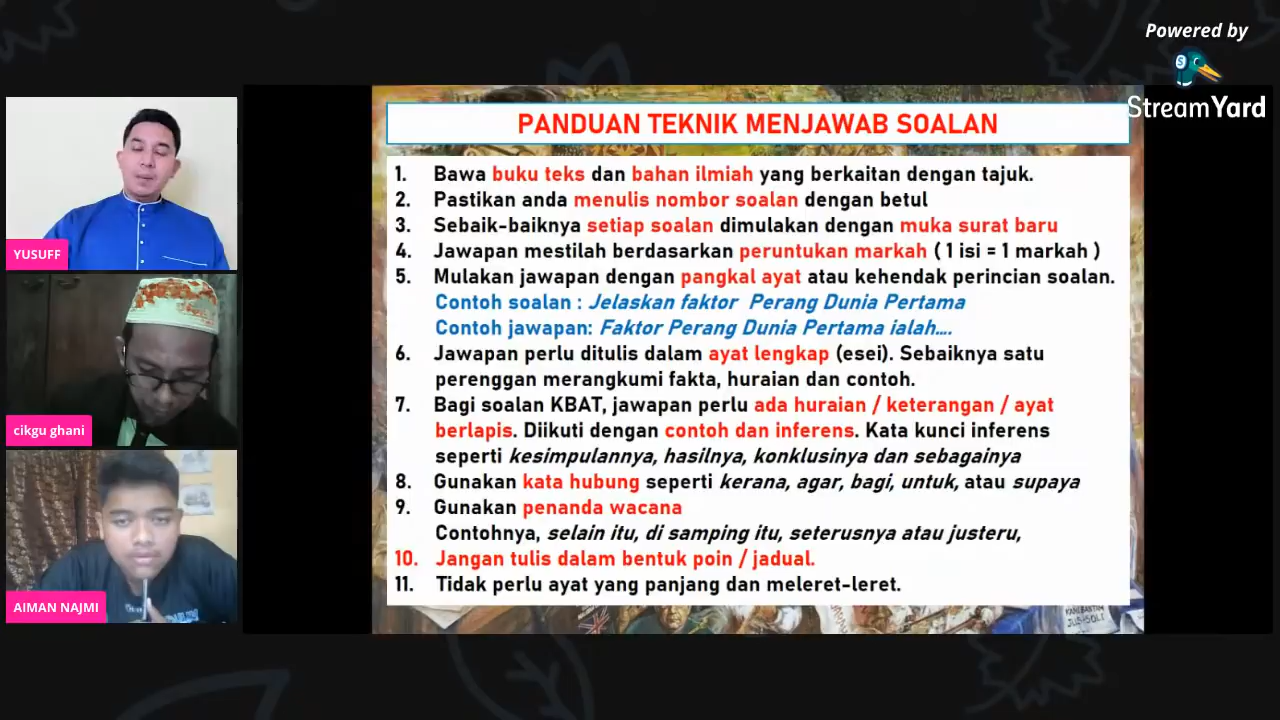 Powered by
StreamYard
YUSUFF
cikgu ghani
AIMAN NAJMI
PANDUAN TEKNIK MENJAWAB SOALAN
1. Bawa buku teks dan bahan ilmiah yang berkaitan dengan tajuk.
2. Pastikan anda menulis nombor soalan dengan betul
3. Sebaik-baiknya setiap soalan dimulakan dengan muka surat baru
4. Jawapan mestilah berdasarkan peruntukan markah ( 1 isi = 1 markah )
5. Mulakan jawapan dengan pangkal ayat atau kehendak perincian soalan.
Contoh soalan : Jelaskan faktor Perang Dunia Pertama
Contoh jawapan: Faktor Perang Dunia Pertama ialah....
6. Jawapan perlu ditulis dalam ayat lengkap (esei). Sebaiknya satu
perenggan merangkumi fakta, huraian dan contoh.
7. Bagi soalan KBAT, jawapan perlu ada huraian / keterangan / ayat
berlapis. Diikuti dengan contoh dan inferens. Kata kunci inferens
seperti kesimpulannya, hasilnya, konklusinya dan sebagainya
8. Gunakan kata hubung seperti kerana, agar, bagi, untuk, atau supaya
9. Gunakan penanda wacana
Contohnya, selain itu, di samping itu, seterusnya atau justeru,
10. Jangan tulis dalam bentuk poin / jadual.
11. Tidak perlu ayat yang panjang dan meleret-leret.